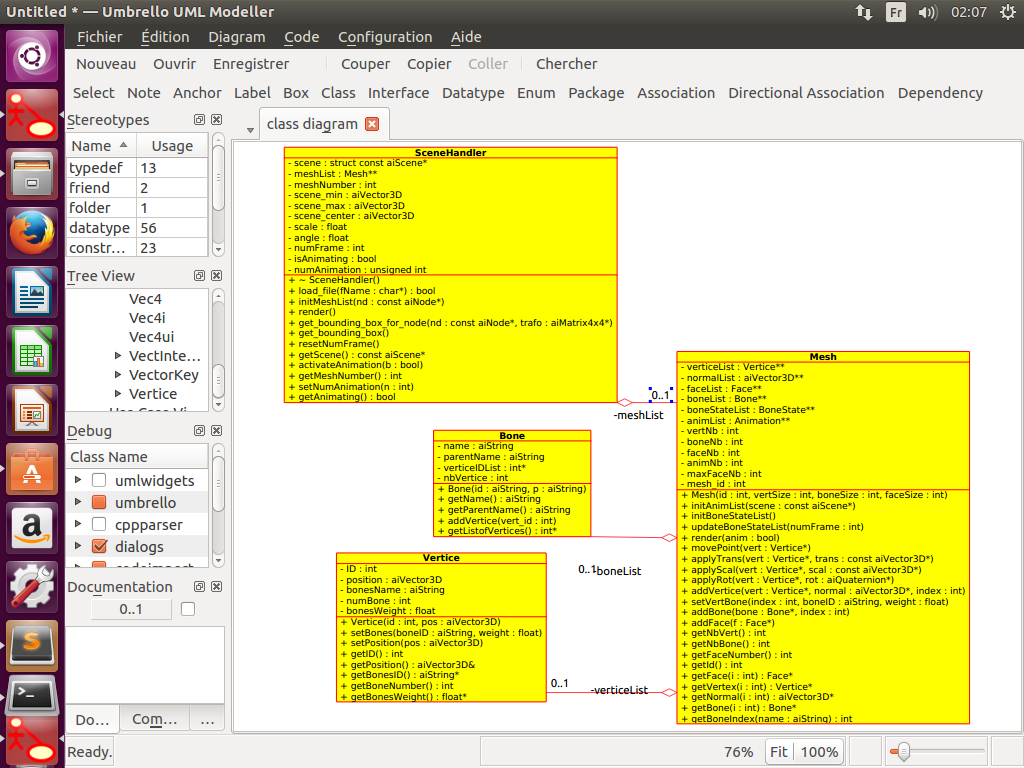 Untitled * — Umbrello UML Modeller
Fr
02:07
Fichier Édition Diagram Code Configuration Aide
Nouveau Ouvrir Enregistrer Couper Copier Coller Chercher
Select Note Anchor Label Box Class Interface Datatype Enum Package Association Directional Association Dependency
Stereotypes
Name Usage
typedef 13
friend 2
folder 1
datatype 56
constr... 23
Tree View
Vec4
Vec4i
Vec4ui
VectInte...
VectorKey
Vertice
Debug
Class Name
umlwidgets
umbrello
cppparser
dialogs
Documentation
0..1
Do... Com... ...
Ready.
class diagram
SceneHandler
- scene : struct const aiScene*
- meshList : Mesh**
- meshNumber : int
- scene_min : aiVector3D
- scene_max : aiVector3D
- scene_center : aiVector3D
- scale : float
- angle : float
- numFrame : int
- isAnimating : bool
- numAnimation : unsigned int
+ ~ SceneHandler()
+ load_file(fName : char*) : bool
+ initMeshList(nd : const aiNode*)
+ render()
+ get_bounding_box_for_node(nd : const aiNode*, trafo : aiMatrix4x4*)
+ get_bounding_box()
+ resetNumFrame()
+ getScene() : const aiScene*
+ activateAnimation(b : bool)
+ getMeshNumber() : int
+ setNumAnimation(n : int)
+ getAnimating() : bool
0..1
-meshList
Bone
- name : aiString
- parentName : aiString
- verticeIDList : int*
- nbVertice : int
+ Bone(id : aiString, p : aiString)
+ getName() : aiString
+ getParentName() : aiString
+ addVertice(vert_id : int)
+ getListofVertices() : int*
0..1
-boneList
Vertice
- ID : int
- position : aiVector3D
- bonesName : aiString
- numBone : int
- bonesWeight : float
+ Vertice(id : int, pos : aiVector3D)
+ setBones(boneID : aiString, weight : float)
+ setPosition(pos : aiVector3D)
+ getID() : int
+ getPosition() : aiVector3D&
+ getBonesID() : aiString*
+ getBoneNumber() : int
+ getBonesWeight() : float*
0..1
-verticeList
Mesh
- verticeList : Vertice**
- normalList : aiVector3D**
- faceList : Face**
- boneList : Bone**
- boneStateList : BoneState**
- animList : Animation**
- vertNb : int
- boneNb : int
- faceNb : int
- animNb : int
- maxFaceNb : int
- mesh_id : int
+ Mesh(id : int, vertSize : int, boneSize : int, faceSize : int)
+ initAnimList(scene : const aiScene*)
+ initBoneStateList()
+ updateBoneStateList(numFrame : int)
+ render(anim : bool)
+ movePoint(vert : Vertice*)
+ applyTrans(vert : Vertice*, trans : const aiVector3D*)
+ applyScal(vert : Vertice*, scal : const aiVector3D*)
+ applyRot(vert : Vertice*, rot : aiQuaternion*)
+ addVertice(vert : Vertice*, normal : aiVector3D*, index : int)
+ setVertBone(index : int, boneID : aiString, weight : float)
+ addBone(bone : Bone*, index : int)
+ addFace(f : Face*)
+ getNbVert() : int
+ getNbBone() : int
+ getFaceNumber() : int
+ getId() : int
+ getFace(i : int) : Face*
+ getVertex(i : int) : Vertice*
+ getNormal(i : int) : aiVector3D*
+ getBone(i : int) : Bone*
+ getBoneIndex(name : aiString) : int
76% Fit 100%